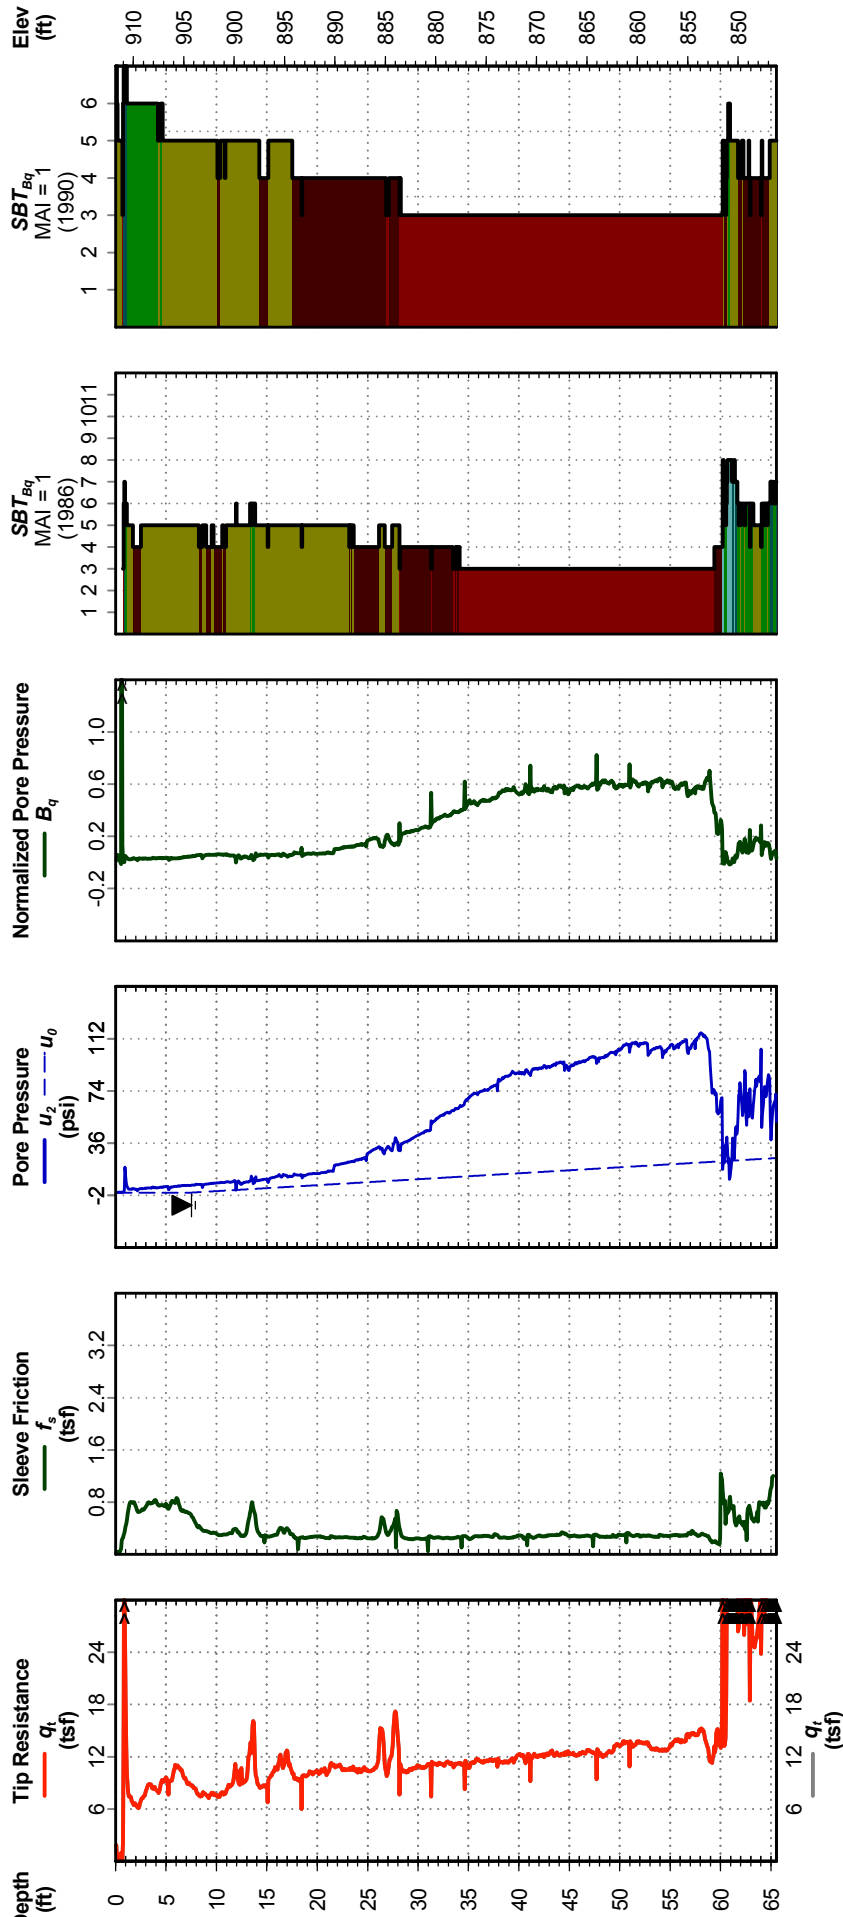 Depth
(ft)
0
5
10
15
20
25
30
35
40
45
50
55
60
65
Tip Resistance
qt
(tsf)
6 12 18 24
6 12 18 24
qt
(tsf)
Sleeve Friction
fs
(tsf)
0.8 1.6 2.4 3.2
Pore Pressure
u2 u0
(psi)
-2 36 74 112
Normalized Pore Pressure
Bq
-0.2 0.2 0.6 1.0
SBTBq
MAI = 1
(1986)
1 2 3 4 5 6 7 8 9 10 11
SBTBq
MAI = 1
(1990)
1 2 3 4 5 6
Elev
(ft)
910
905
900
895
890
885
880
875
870
865
860
855
850